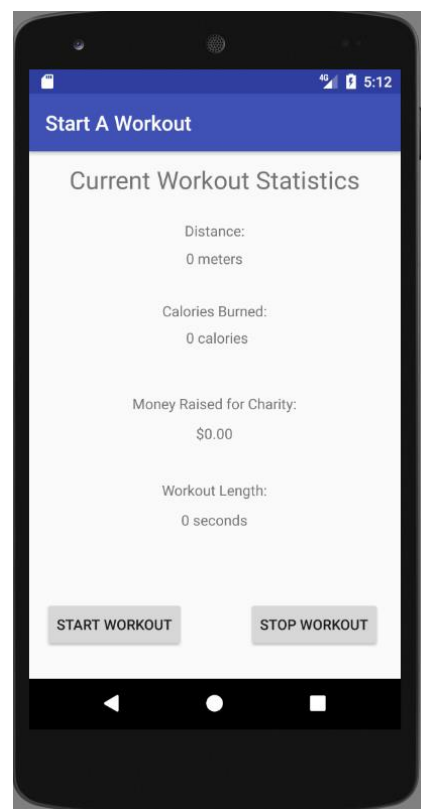 4G 5:12
Start A Workout
Current Workout Statistics
Distance:
0 meters
Calories Burned:
0 calories
Money Raised for Charity:
$0.00
Workout Length:
0 seconds
START WORKOUT STOP WORKOUT